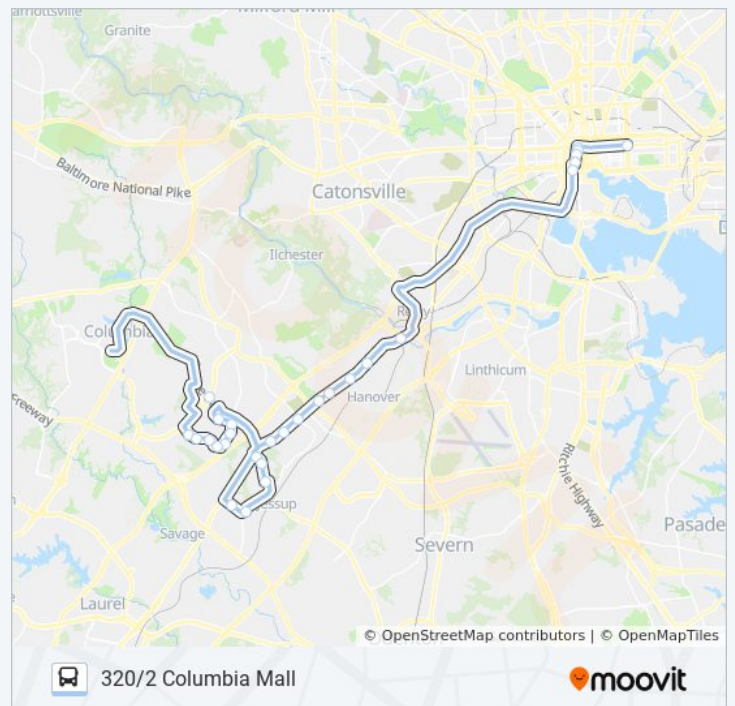 Granite
Baltimore National Pike
Catonsville
Ilchester
Columbia
Linthicum
Hanover
Freeway
Ritchie Highway
Jessup
Savage
Pasade
Severn
Laurel
© OpenStreetMap contributors | © OpenMapTiles
320/2 Columbia Mall
moovit